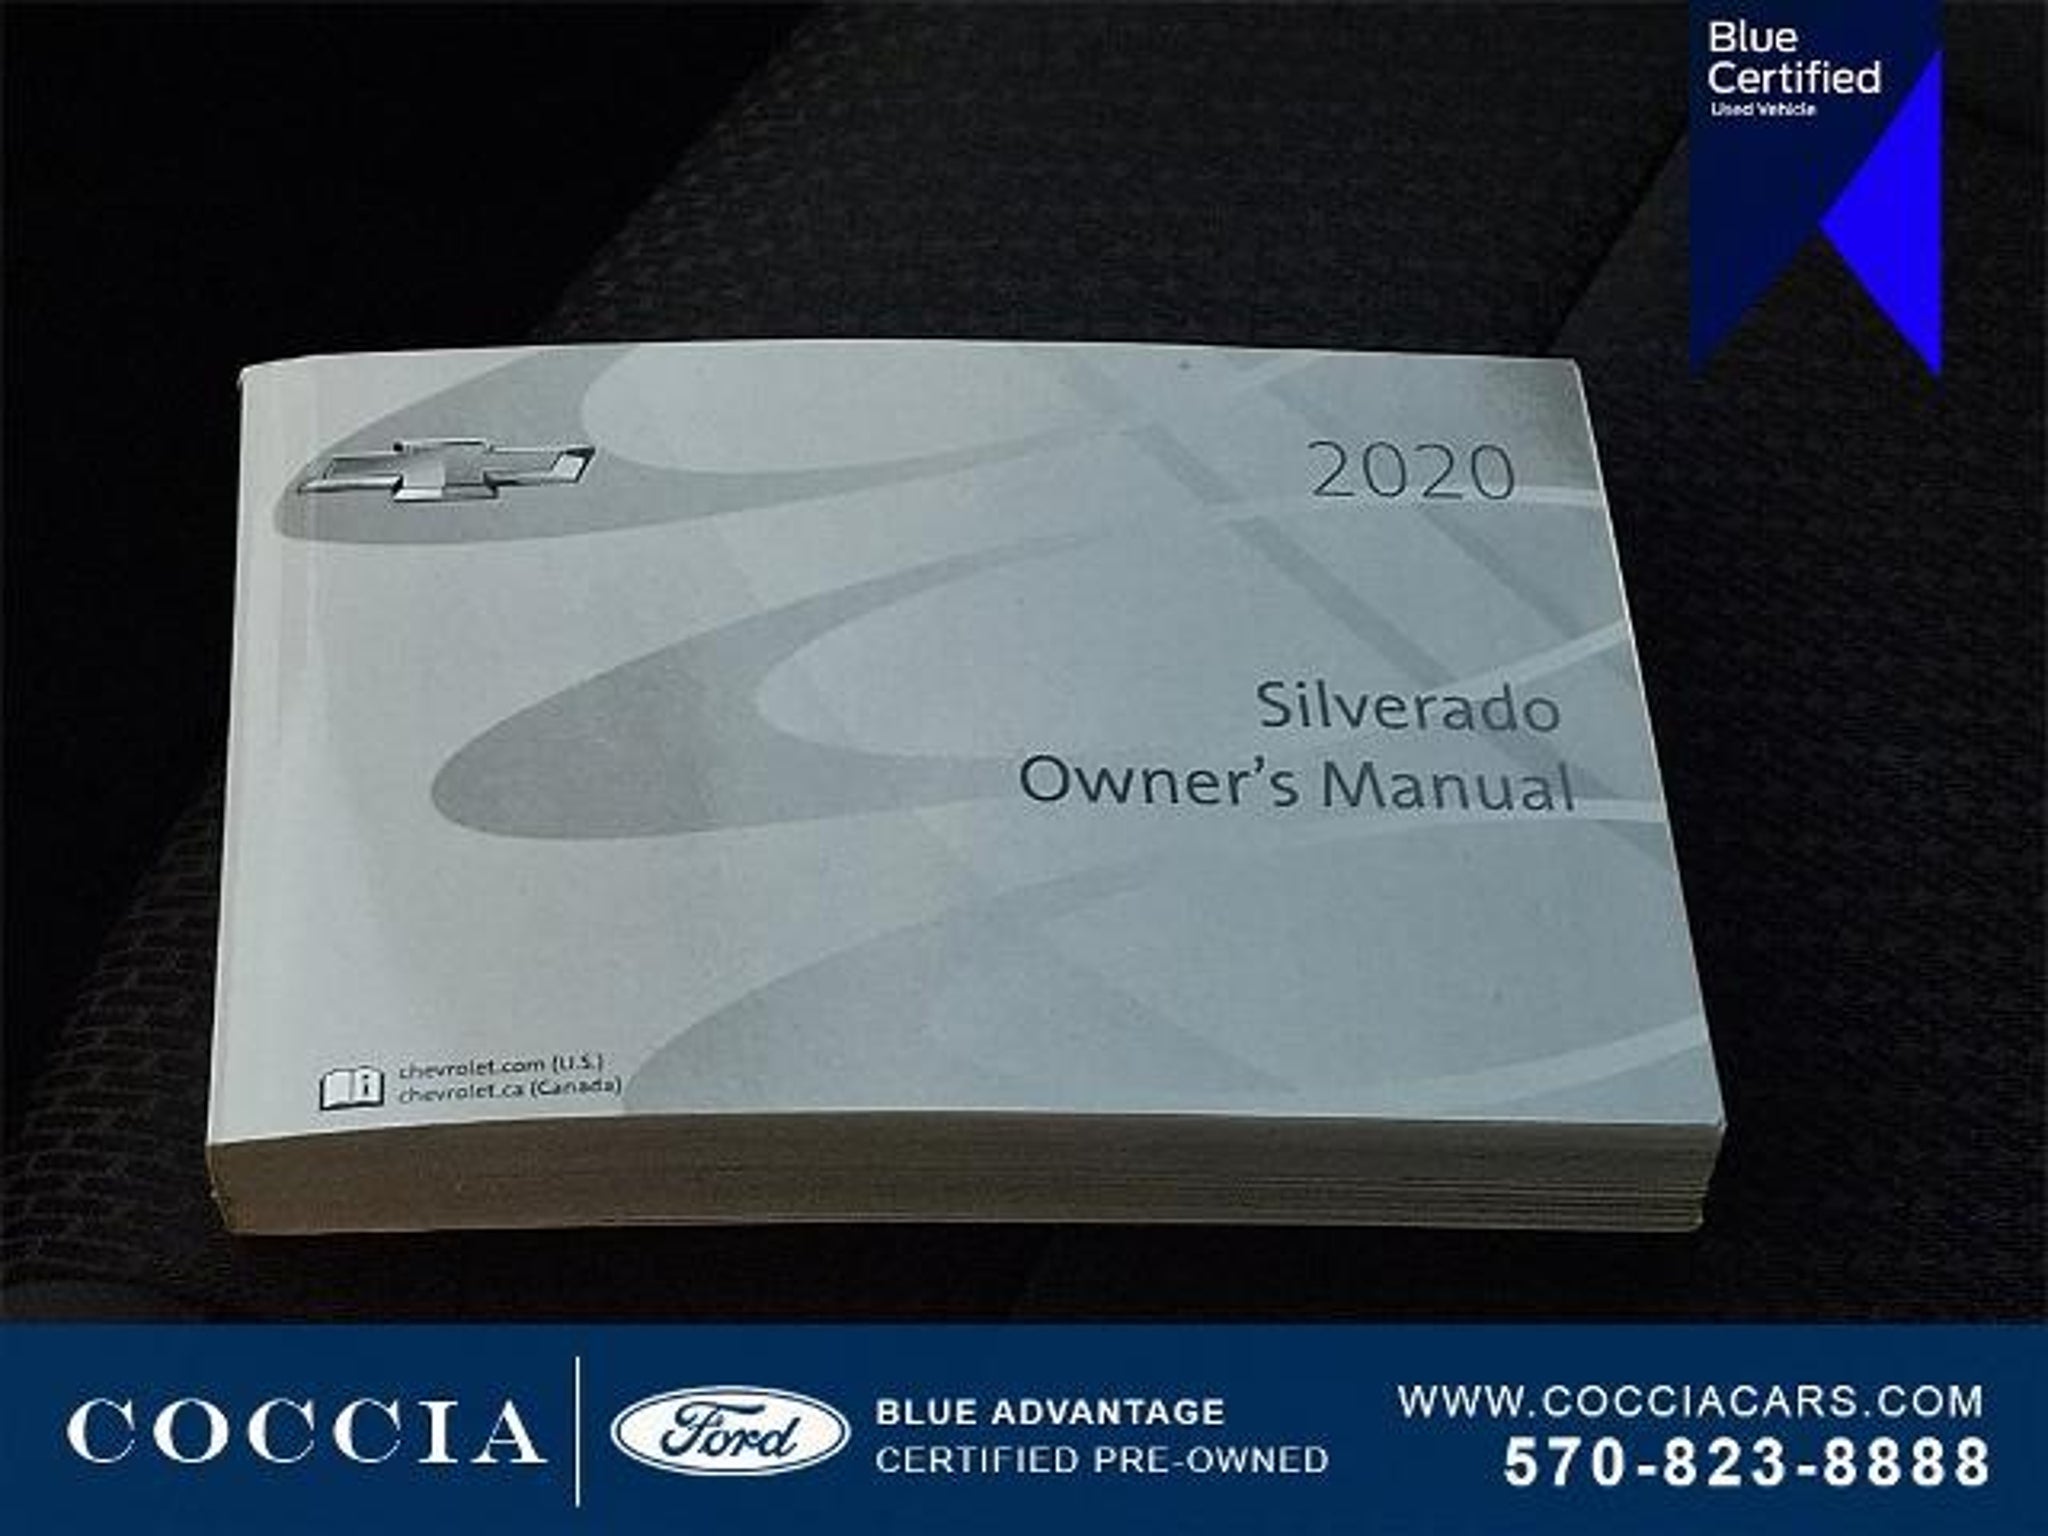 Blue
Certified
Used Vehicle
2020
Silverado
Owner's Manual
chevrolet.com (U.S.)
chevrolet.ca (Canada)
COCCIA
Ford
BLUE ADVANTAGE
CERTIFIED PRE-OWNED
WWW.COCCIACARS.COM
570-823-8888